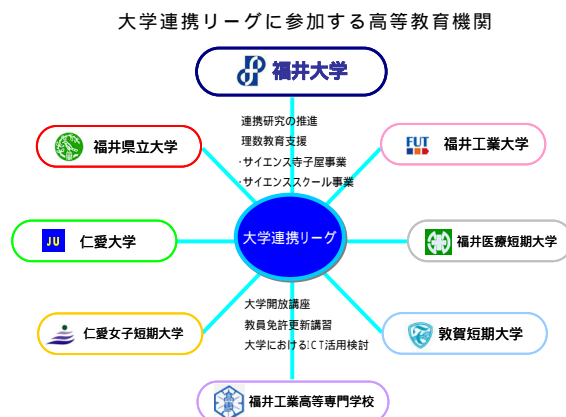 大学連携リーグに参加する高等教育機関
福井大学
連携研究の推進
理数教育支援
・サイエンス寺子屋事業
・サイエンススクール事業
福井県立大学
FUT 福井工業大学
JU 仁愛大学
大学連携リーグ
福井医療短期大学
大学開放講座
教員免許更新講習
大学におけるICT活用検討
仁愛女子短期大学
敦賀短期大学
高専 福井工業高等専門学校